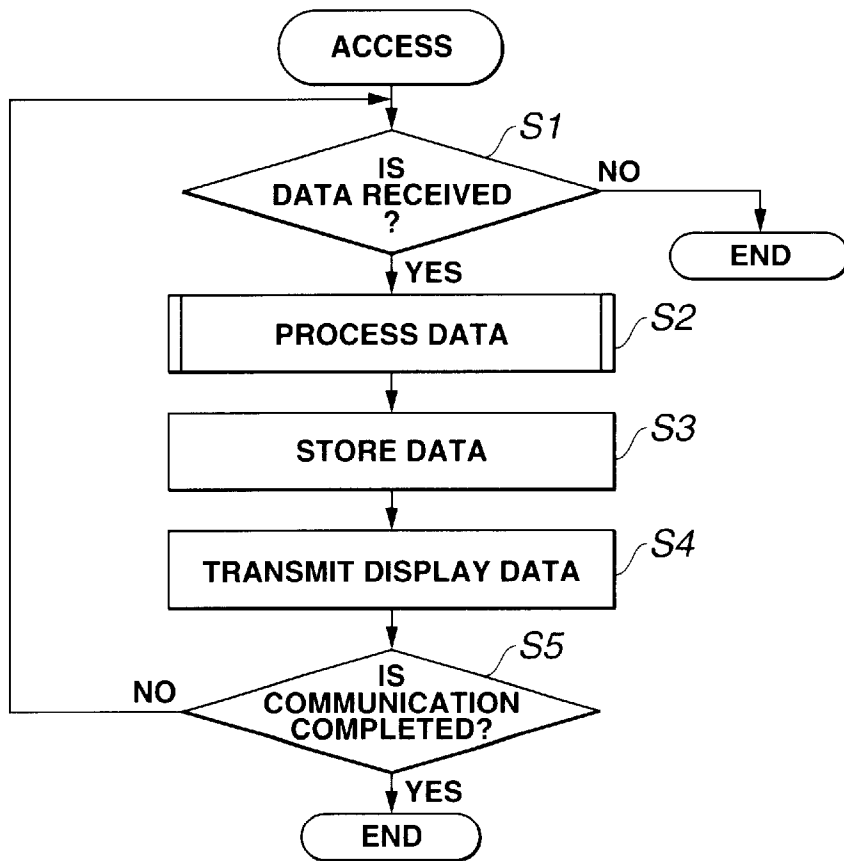 ACCESS
S1
IS
DATA RECEIVED
?
NO
END
YES
PROCESS DATA
S2
STORE DATA
S3
TRANSMIT DISPLAY DATA
S4
S5
IS
COMMUNICATION
COMPLETED?
NO
YES
END